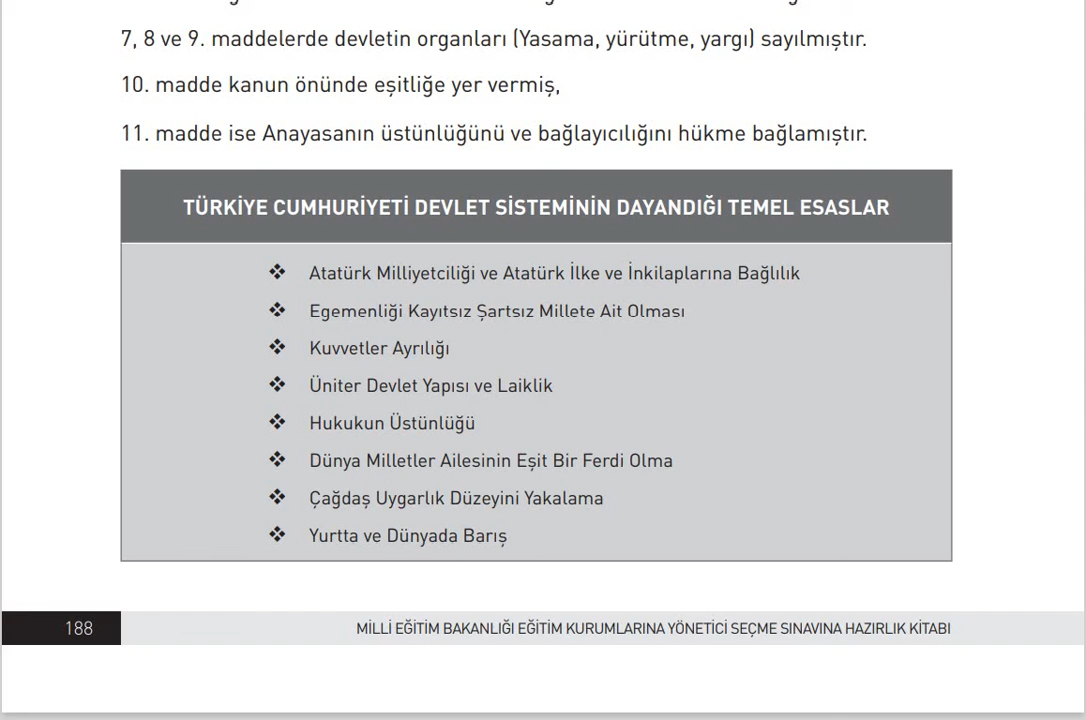 7, 8 ve 9. maddelerde devletin organları (Yasama, yürütme, yargı) sayılmıştır.
10. madde kanun önünde eşitliğe yer vermiş,
11. madde ise Anayasanın üstünlüğünü ve bağlayıcılığını hükme bağlamıştır.
TÜRKİYE CUMHURİYETİ DEVLET SİSTEMİNİN DAYANDIĞI TEMEL ESASLAR
❖ Atatürk Milliyetciliği ve Atatürk İlke ve İnkilaplarına Bağlılık
❖ Egemenliği Kayıtsız Şartsız Millete Ait Olması
❖ Kuvvetler Ayrılığı
❖ Üniter Devlet Yapısı ve Laiklik
❖ Hukukun Üstünlüğü
❖ Dünya Milletler Ailesinin Eşit Bir Ferdi Olma
❖ Çağdaş Uygarlık Düzeyini Yakalama
❖ Yurtta ve Dünyada Barış
188 MİLLİ EĞİTİM BAKANLIĞI EĞİTİM KURUMLARINA YÖNETİCİ SEÇME SINAVINA HAZIRLIK KİTABI